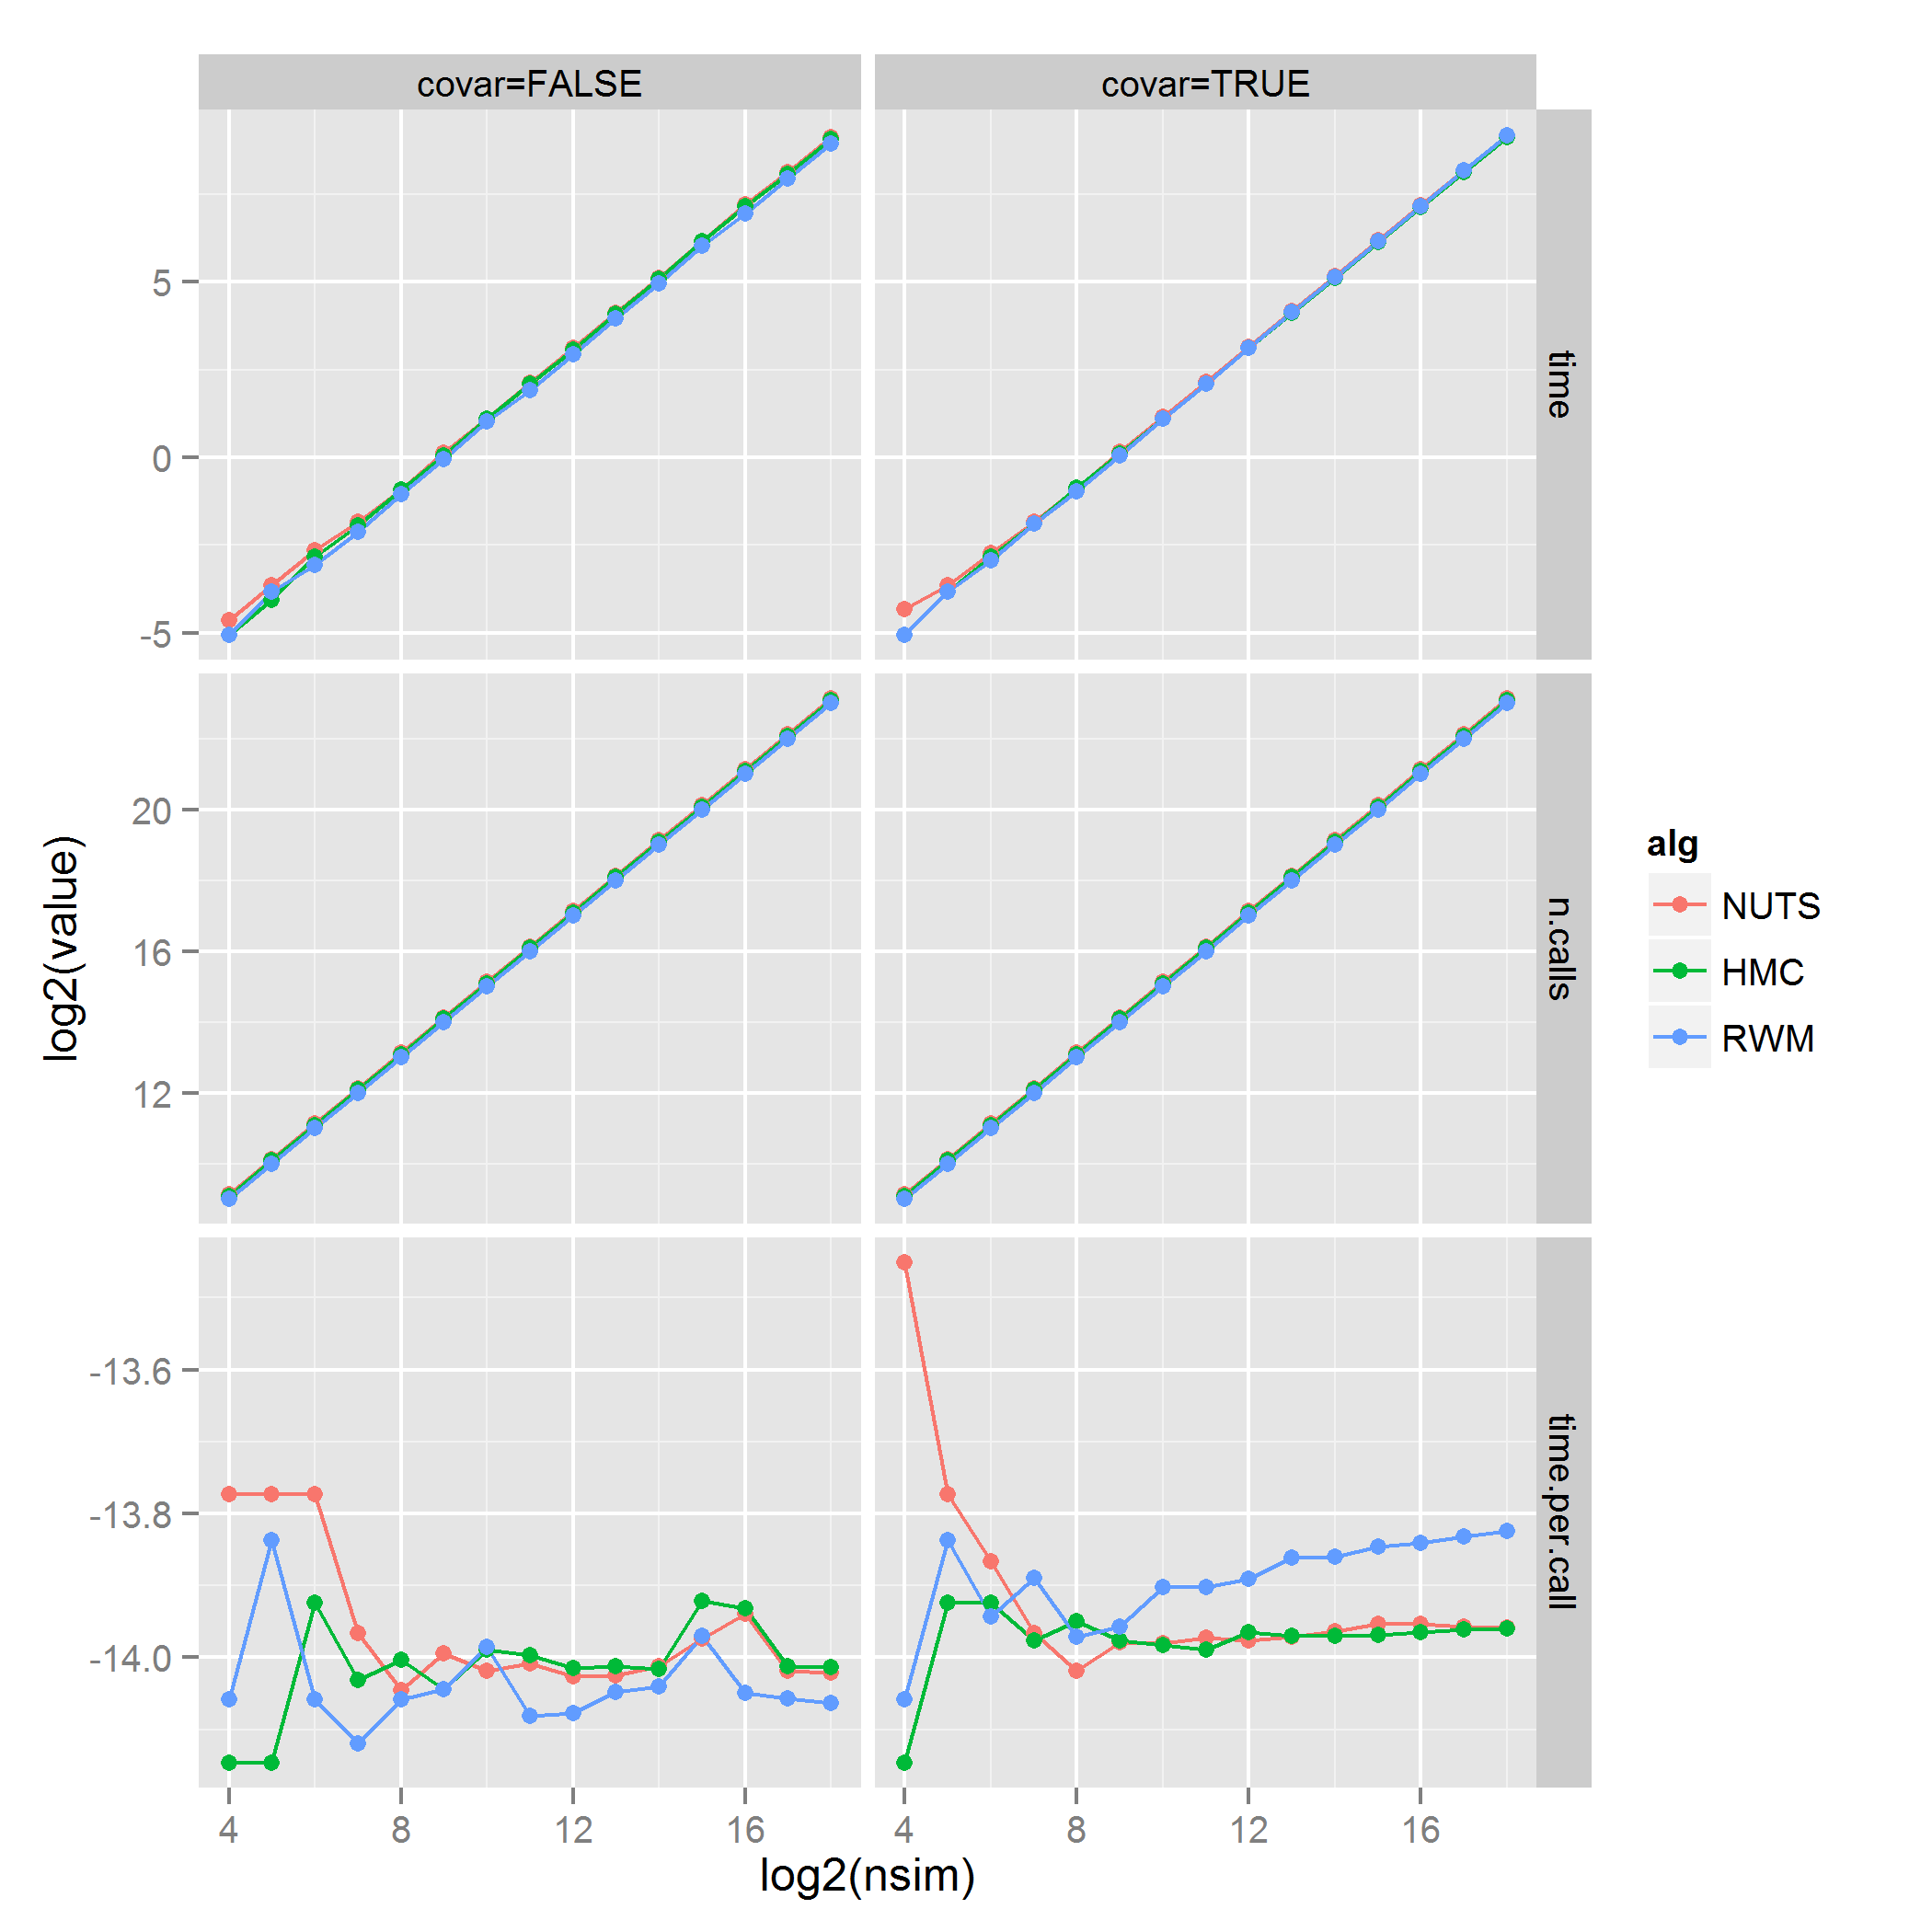 covar=FALSE
covar=TRUE
5
0
-5
time
20
16
12
n.calls
-13.6
-13.8
-14.0
time.per.call
4
8
12
16
4
8
12
16
log2(nsim)
log2(value)
alg
NUTS
HMC
RWM